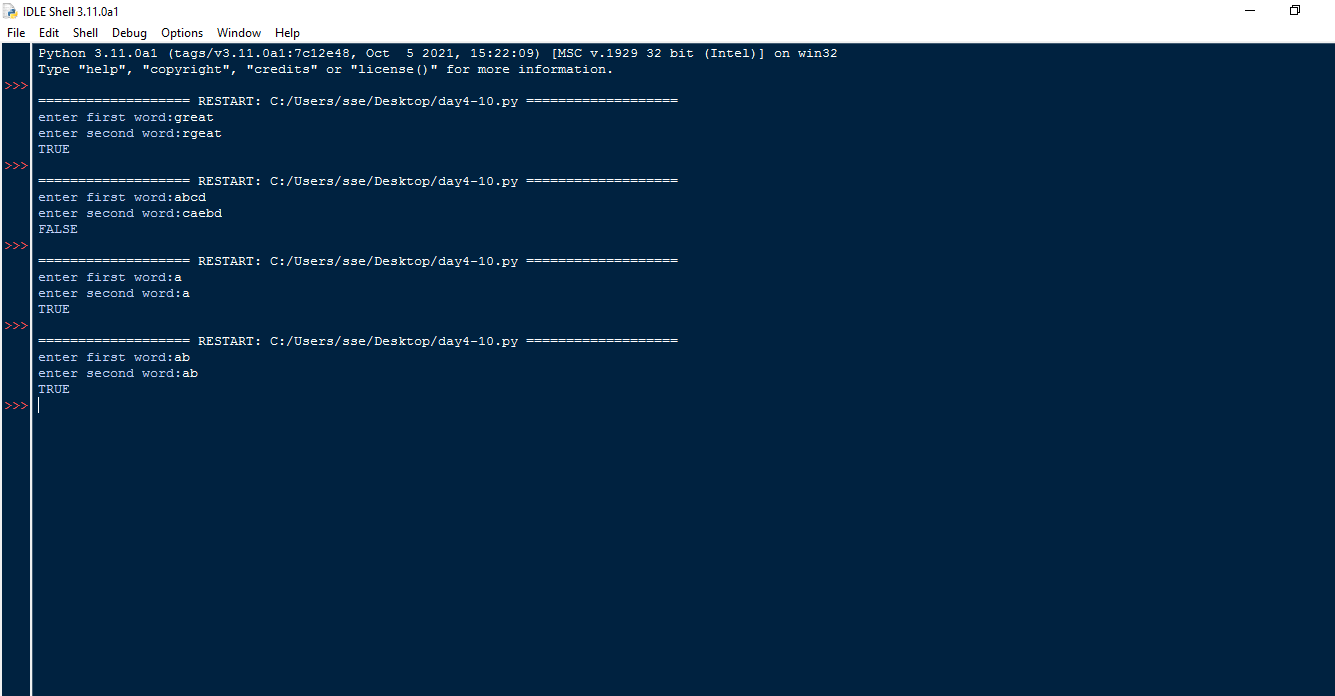 IDLE Shell 3.11.0a1
File Edit Shell Debug Options Window Help
Python 3.11.0a1 (tags/v3.11.0a1:7c12e48, Oct  5 2021, 15:22:09) [MSC v.1929 32 bit (Intel)] on win32
Type "help", "copyright", "credits" or "license()" for more information.
>>>
=================== RESTART: C:/Users/sse/Desktop/day4-10.py ===================
enter first word:great
enter second word:rgeat
TRUE
>>>
=================== RESTART: C:/Users/sse/Desktop/day4-10.py ===================
enter first word:abcd
enter second word:caebd
FALSE
>>>
=================== RESTART: C:/Users/sse/Desktop/day4-10.py ===================
enter first word:a
enter second word:a
TRUE
>>>
=================== RESTART: C:/Users/sse/Desktop/day4-10.py ===================
enter first word:ab
enter second word:ab
TRUE
>>>